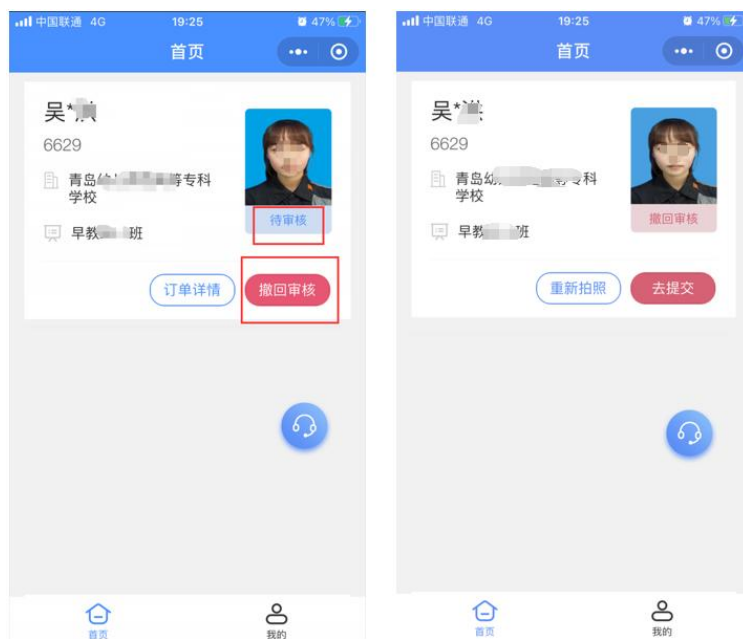 中国联通 4G 19:25 47%
首页
吴*
6629
青岛 等专科
学校
早教 班
待审核
订单详情 撤回审核
首页 我的
中国联通 4G 19:25 47%
首页
吴*
6629
青岛幼 专科
学校
早教 班
撤回审核
重新拍照 去提交
首页 我的